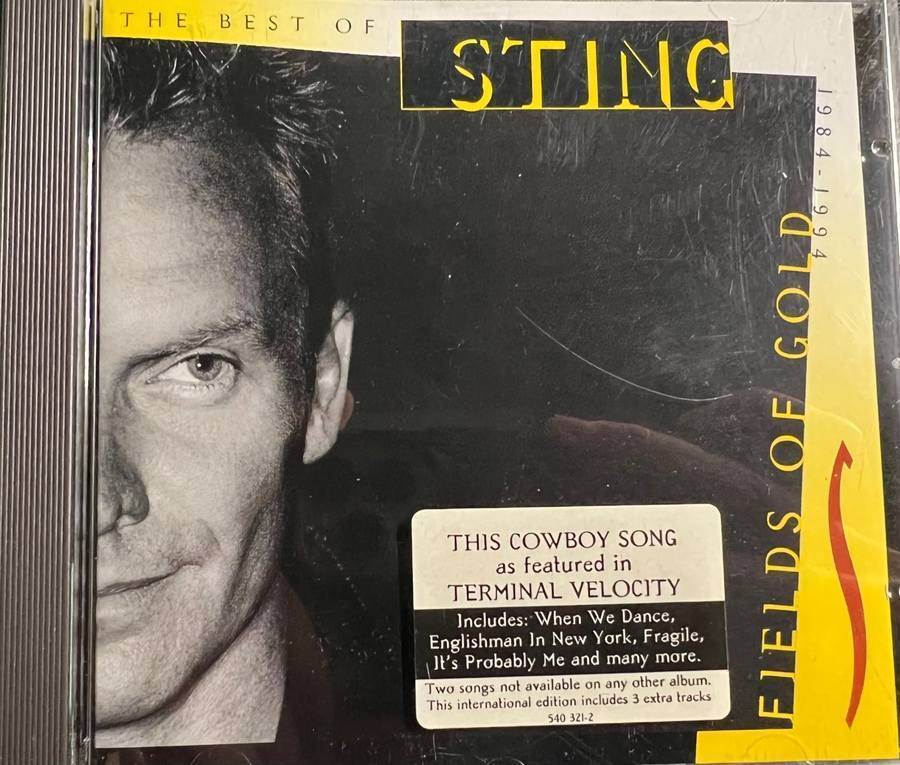 THE BEST OF
STING
1984-1994
FIELDS OF GOLD
THIS COWBOY SONG
as featured in
TERMINAL VELOCITY
Includes: When We Dance,
Englishman In New York, Fragile,
It's Probably Me and many more.
Two songs not available on any other album.
This international edition includes 3 extra tracks
540 321-2